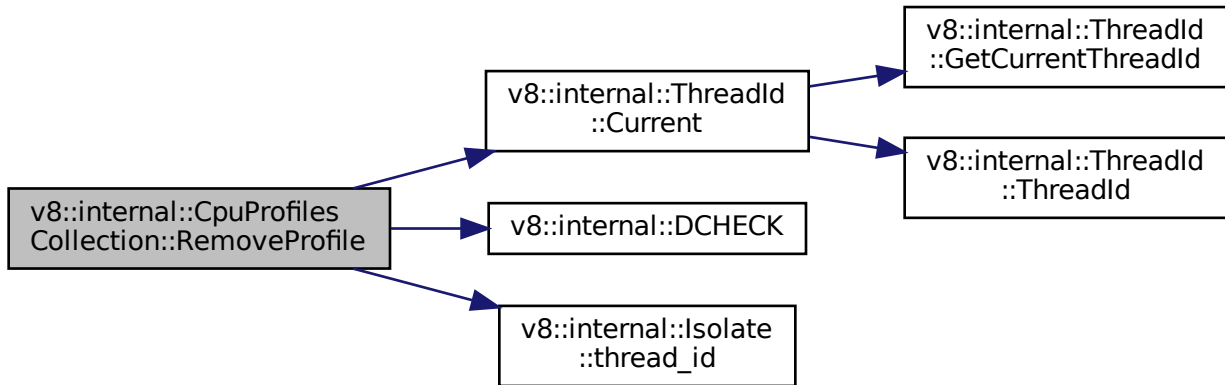 v8::internal::CpuProfiles
Collection::RemoveProfile
v8::internal::ThreadId
::Current
v8::internal::ThreadId
::GetCurrentThreadId
v8::internal::ThreadId
::ThreadId
v8::internal::DCHECK
v8::internal::Isolate
::thread_id